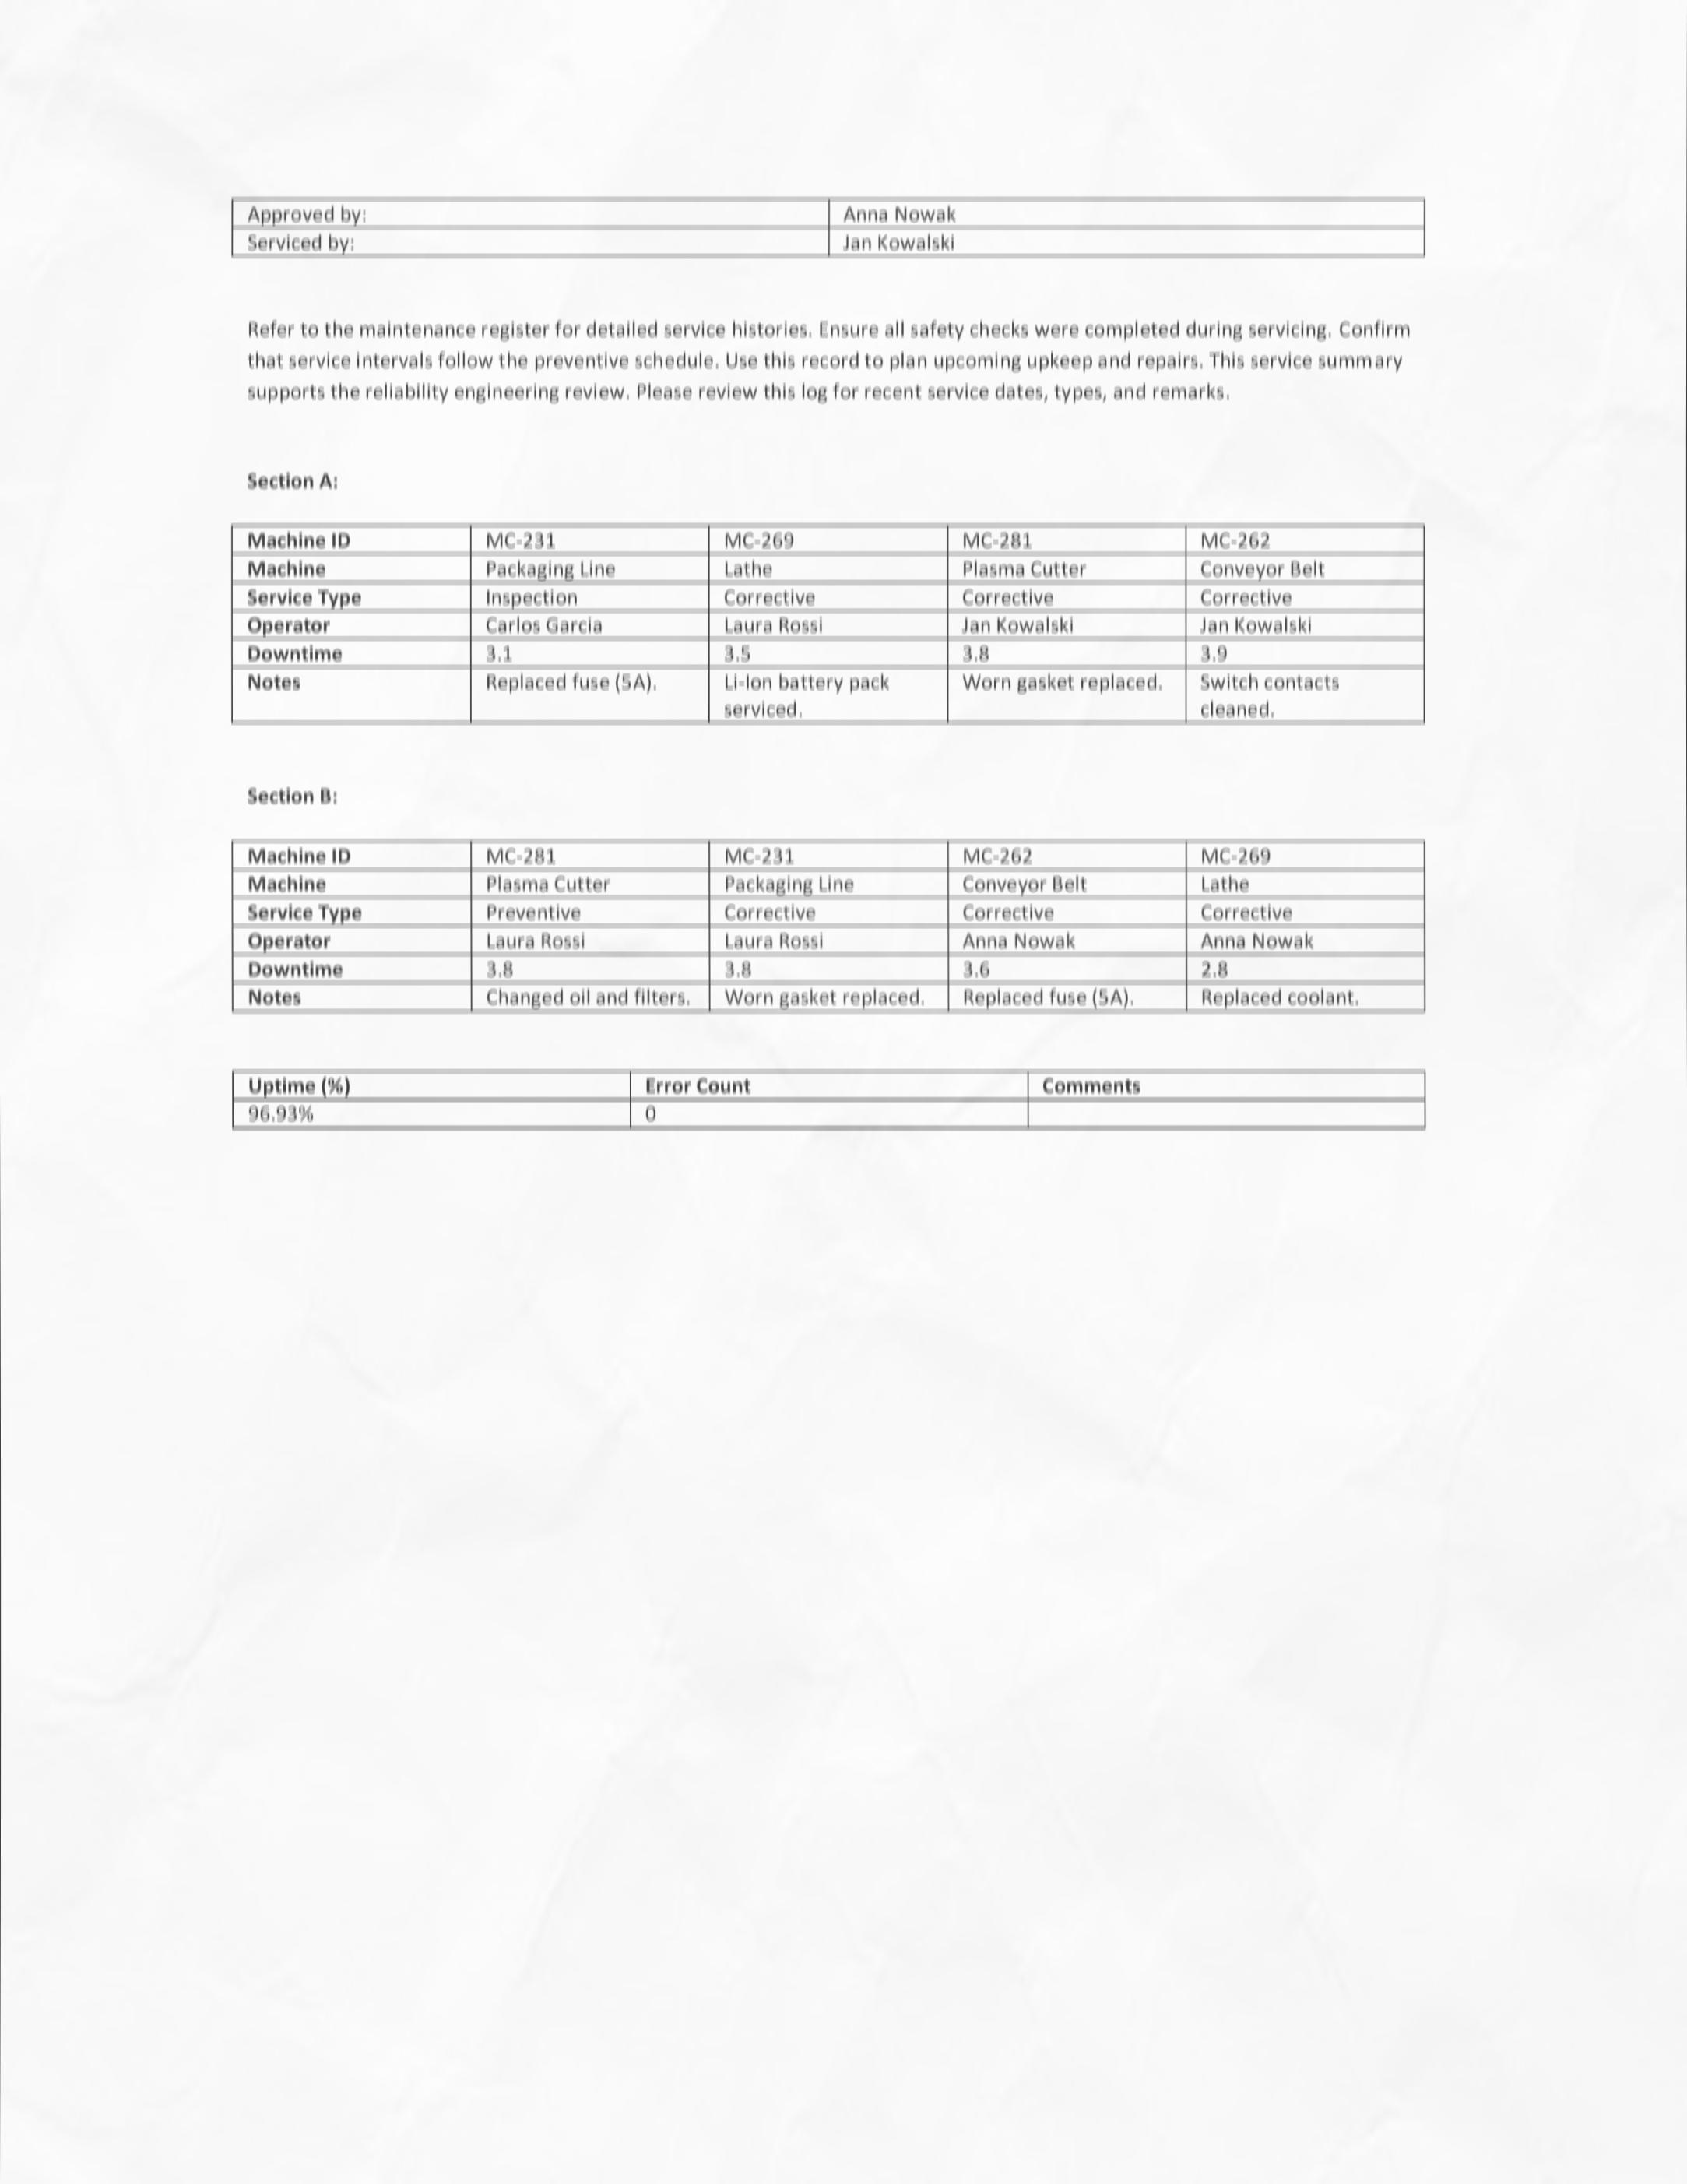 Approved by: Anna Nowak
Serviced by: Jan Kowalski
Refer to the maintenance register for detailed service histories. Ensure all safety checks were completed during servicing. Confirm
that service intervals follow the preventive schedule. Use this record to plan upcoming upkeep and repairs. This service summary
supports the reliability engineering review. Please review this log for recent service dates, types, and remarks.
Section A:
Machine ID MC-231 MC-269 MC-281 MC-262
Machine Packaging Line Lathe Plasma Cutter Conveyor Belt
Service Type Inspection Corrective Corrective Corrective
Operator Carlos Garcia Laura Rossi Jan Kowalski Jan Kowalski
Downtime 3.1 3.5 3.8 3.9
Notes Replaced fuse (5A). Li-Ion battery pack Worn gasket replaced. Switch contacts
serviced. cleaned.
Section B:
Machine ID MC-281 MC-231 MC-262 MC-269
Machine Plasma Cutter Packaging Line Conveyor Belt Lathe
Service Type Preventive Corrective Corrective Corrective
Operator Laura Rossi Laura Rossi Anna Nowak Anna Nowak
Downtime 3.8 3.8 3.6 2.8
Notes Changed oil and filters. Worn gasket replaced. Replaced fuse (5A). Replaced coolant.
Uptime (%) Error Count Comments
96.93% 0